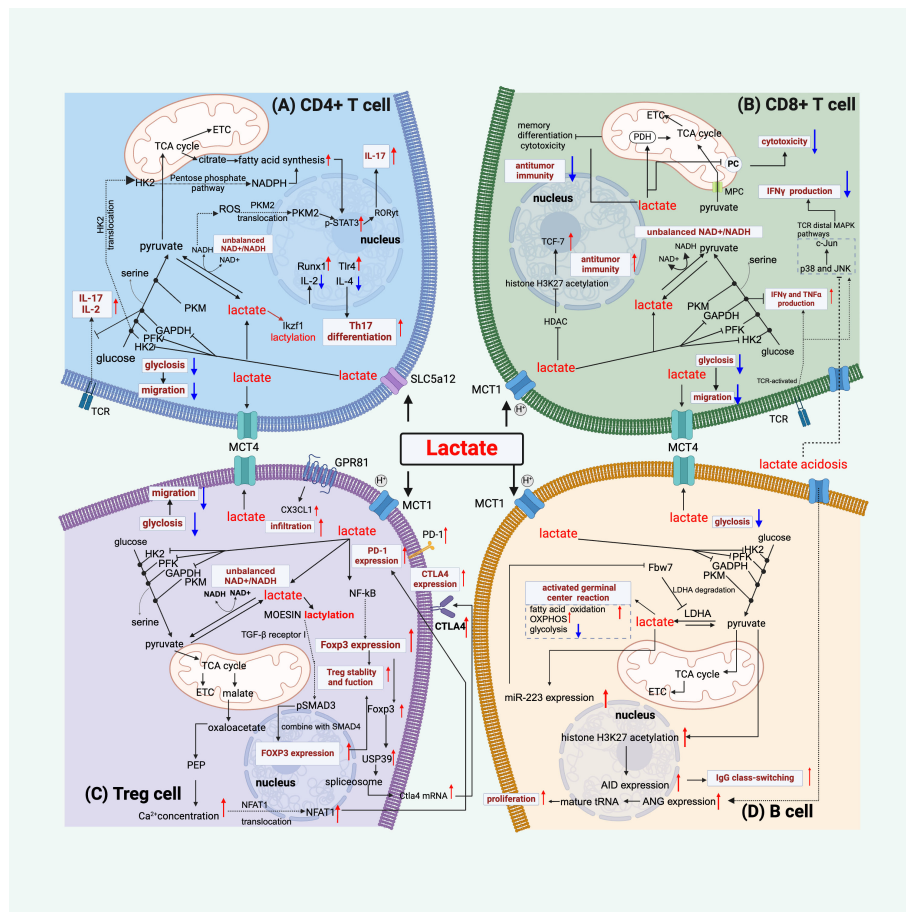 (A) CD4+ T cell
ETC
TCA cycle
citrate
fatty acid synthesis
IL-17
HK2
Pentose phosphate
pathway
NADPH
HK2
translocation
ROS
PKM2
translocation
PKM2
p-STAT3
RORγt
nucleus
pyruvate
NADH
NAD+
unbalanced
NAD+/NADH
Runx1
IL-2
Tlr4
IL-4
serine
IL-17
IL-2
PKM
lactate
Ikzf1
lactylation
Th17
differentiation
GAPDH
PFK
HK2
glucose
glyclosis
migration
lactate
lactate
SLC5a12
TCR
MCT4
(B) CD8+ T cell
memory
differentiation
cytotoxicity
ETC
PDH
TCA cycle
PC
cytotoxicity
antitumor
immunity
nucleus
MPC
lactate
pyruvate
IFNγ production
unbalanced NAD+/NADH
TCR distal MAPK
pathways
c-Jun
p38 and JNK
TCF-7
antitumor
immunity
NADH
NAD+
pyruvate
serine
histone H3K27 acetylation
lactate
PKM
GAPDH
IFNγ and TNFα
production
HDAC
PFK
HK2
glucose
lactate
glyclosis
lactate
migration
TCR-activated
TCR
MCT1
H⁺
MCT4
Lactate
lactate acidosis
GPR81
H⁺
MCT1
migration
glyclosis
lactate
CX3CL1
infiltration
lactate
PD-1
PD-1
expression
glucose
HK2
PFK
GAPDH
PKM
unbalanced
NAD+/NADH
NADH
NAD+
lactate
CTLA4
expression
CTLA4
NF-kB
MOESIN
lactylation
serine
TGF-β receptor I
pyruvate
Foxp3 expression
TCA cycle
ETC
malate
Treg stablity
and fuction
pSMAD3
Foxp3
oxaloacetate
combine with SMAD4
FOXP3 expression
USP39
PEP
nucleus
spliceosome
(C) Treg cell
Ctla4 mRNA
Ca²⁺concentration
NFAT1
translocation
NFAT1
MCT1
H⁺
lactate
lactate
glyclosis
glucose
HK2
PFK
GADPH
PKM
Fbw7
LDHA degradation
activated germinal
center reaction
fatty acid oxidation
OXPHOS
glycolysis
LDHA
lactate
pyruvate
TCA cycle
ETC
miR-223 expression
nucleus
histone H3K27 acetylation
AID expression
IgG class-switching
proliferation
mature tRNA
ANG expression
(D) B cell